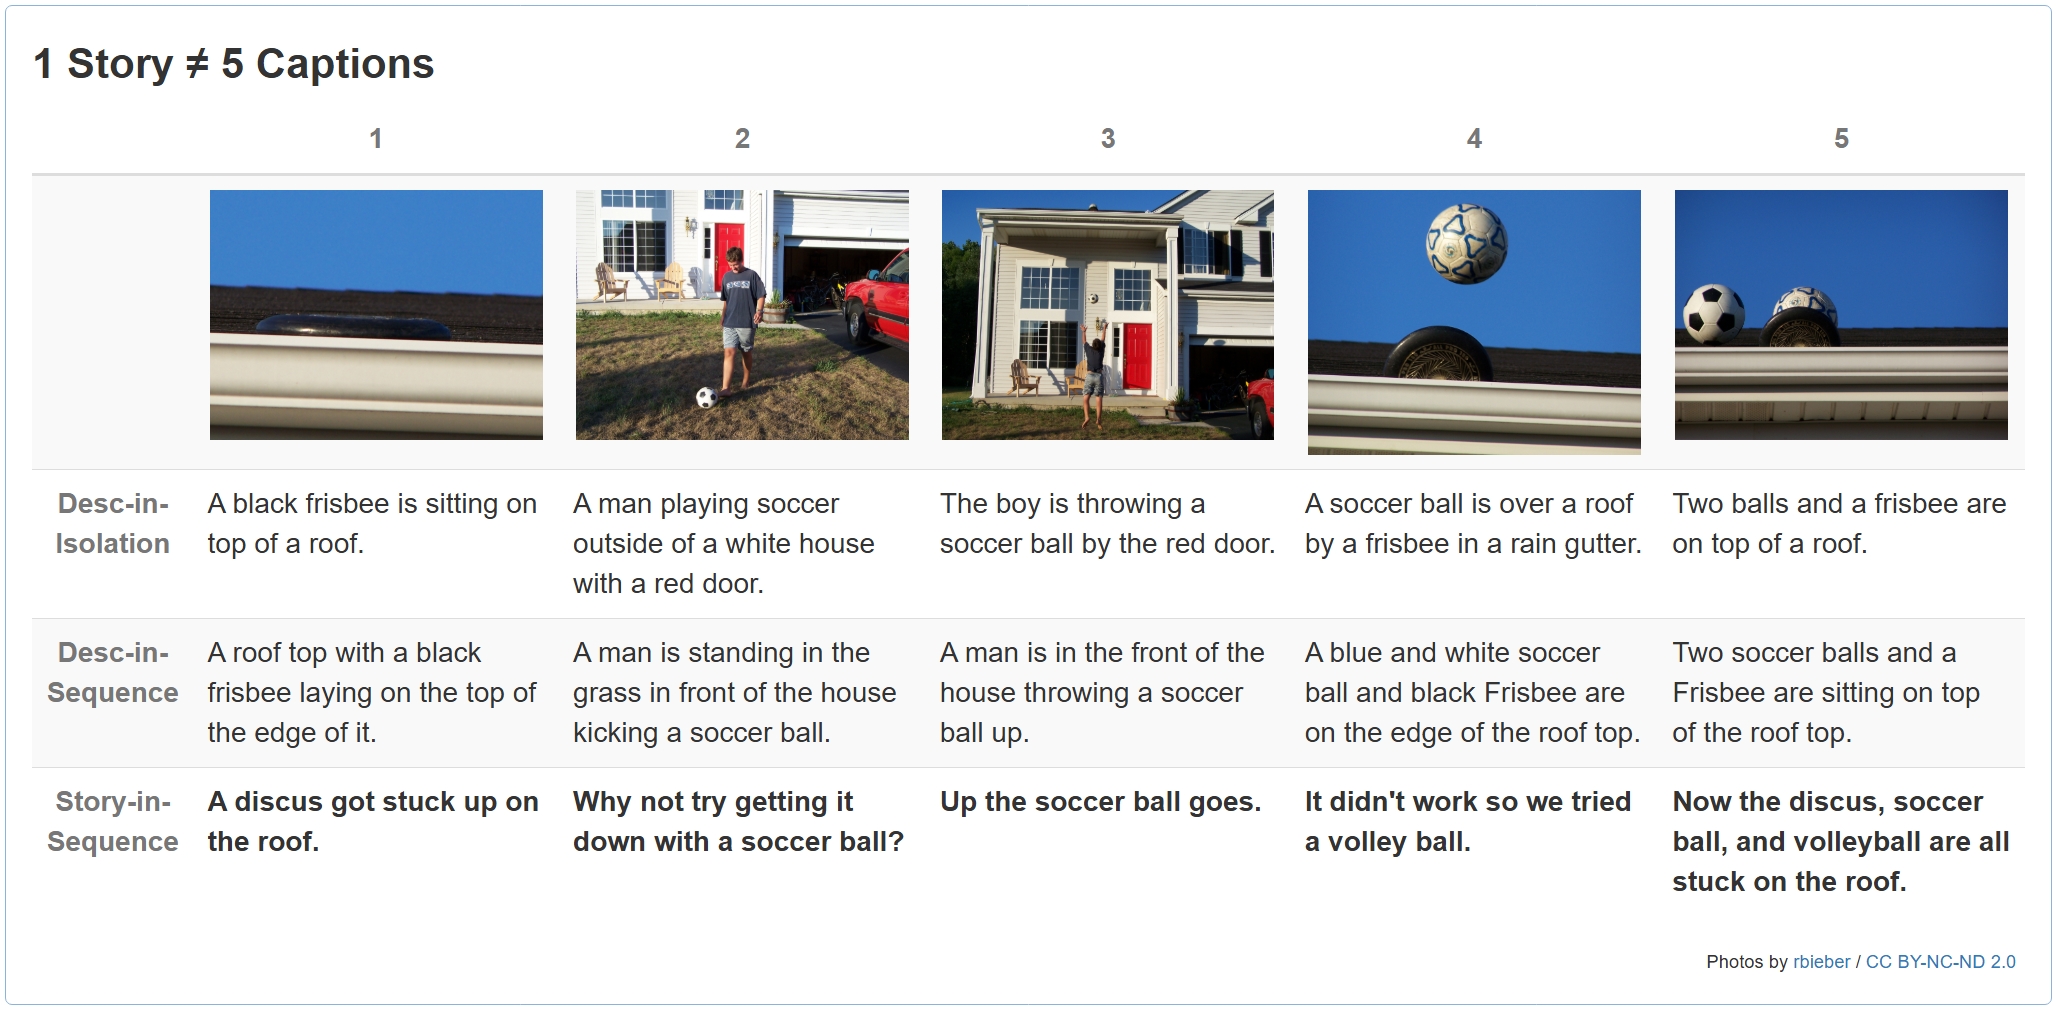 1 Story ≠ 5 Captions
1 2 3 4 5
Desc-in-
Isolation
A black frisbee is sitting on
top of a roof.
A man playing soccer
outside of a white house
with a red door.
The boy is throwing a
soccer ball by the red door.
A soccer ball is over a roof
by a frisbee in a rain gutter.
Two balls and a frisbee are
on top of a roof.
Desc-in-
Sequence
A roof top with a black
frisbee laying on the top of
the edge of it.
A man is standing in the
grass in front of the house
kicking a soccer ball.
A man is in the front of the
house throwing a soccer
ball up.
A blue and white soccer
ball and black Frisbee are
on the edge of the roof top.
Two soccer balls and a
Frisbee are sitting on top
of the roof top.
Story-in-
Sequence
A discus got stuck up on
the roof.
Why not try getting it
down with a soccer ball?
Up the soccer ball goes.
It didn't work so we tried
a volley ball.
Now the discus, soccer
ball, and volleyball are all
stuck on the roof.
Photos by rbieber / CC BY-NC-ND 2.0